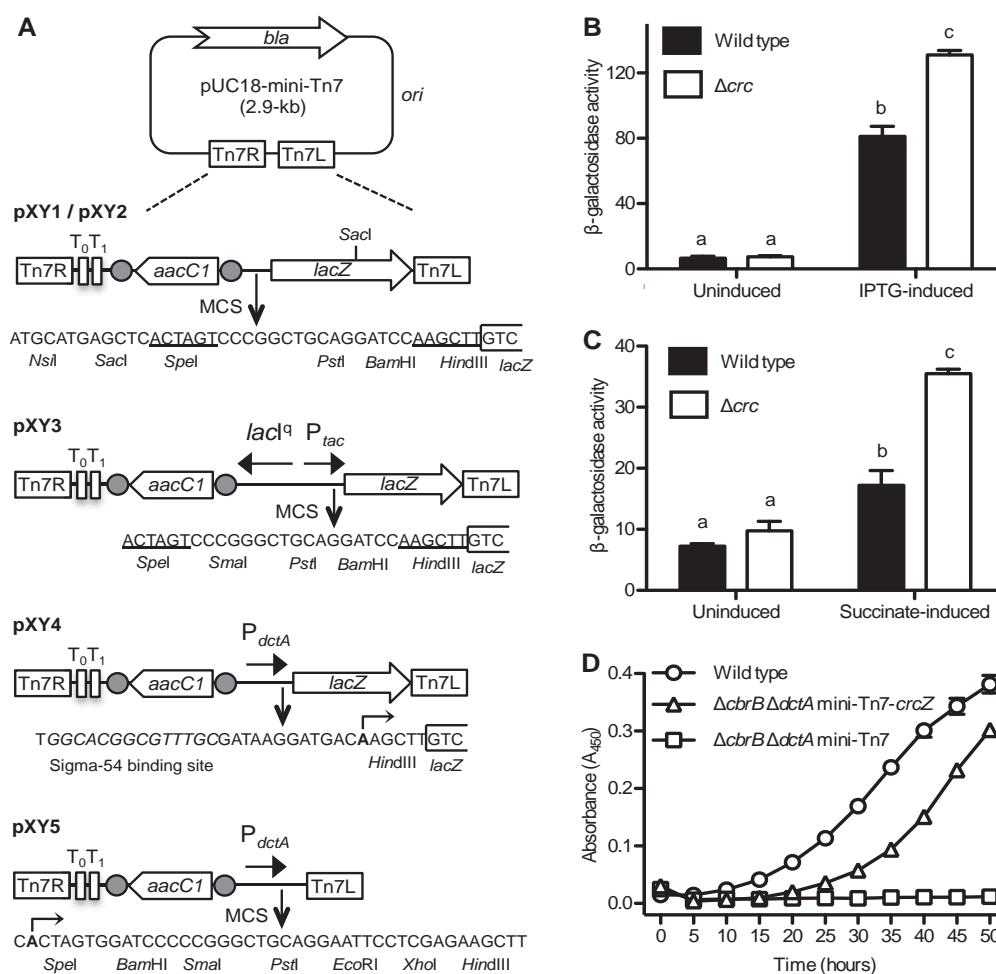 A
bla
pUC18-mini-Tn7
(2.9-kb)
ori
Tn7R Tn7L
pXY1 / pXY2
T0T1
SacI
Tn7R aacC1 lacZ Tn7L
MCS
ATGCATGAGCTCACTAGTCCCGGCTGCAGGATCCAAGCTTGTC
NsiI SacI SpeI PstI BamHI HindIII lacZ
pXY3
lacIq Ptac
T0T1
Tn7R aacC1 lacZ Tn7L
MCS
ACTAGTCCCGGGCTGCAGGATCCAAGCTTGTC
SpeI SmaI PstI BamHI HindIII lacZ
pXY4
PdctA
T0T1
Tn7R aacC1 lacZ Tn7L
TGGCACGGCGTTTGCGATAAGGATGACAAGCTTGTC
Sigma-54 binding site HindIII lacZ
pXY5
PdctA
T0T1
Tn7R aacC1 Tn7L
MCS
CACTAGTGGATCCCCCGGGCTGCAGGAATTCCTCGAGAAGCTT
SpeI BamHI SmaI PstI EcoRI XhoI HindIII
B
Wild type
Δcrc
β-galactosidase activity
120
80
40
0
a a b c
Uninduced IPTG-induced
C
Wild type
Δcrc
β-galactosidase activity
40
30
20
10
0
a a b c
Uninduced Succinate-induced
D
Wild type
ΔcbrB ΔdctA mini-Tn7-crcZ
ΔcbrB ΔdctA mini-Tn7
Absorbance (A450)
0.4
0.3
0.2
0.1
0.0
0 5 10 15 20 25 30 35 40 45 50
Time (hours)